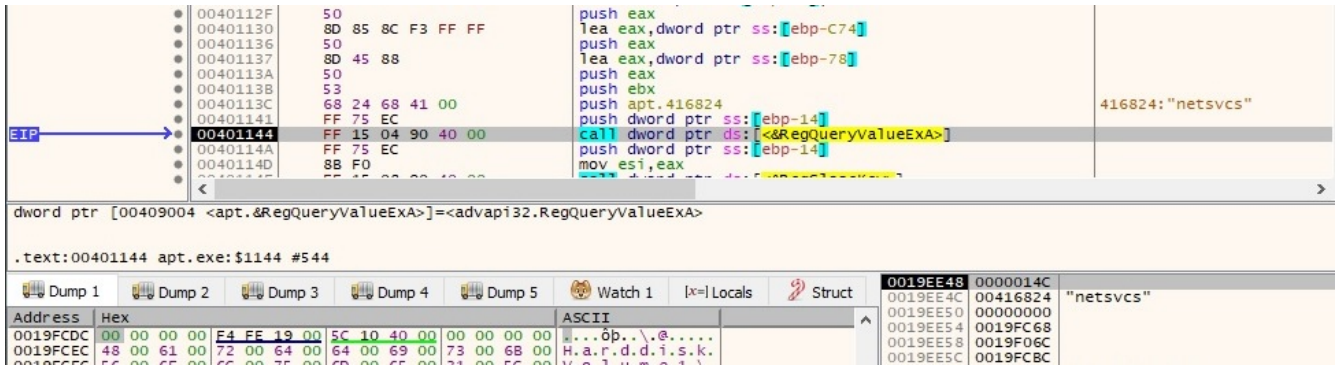 0040112F 50 push eax
00401130 8D 85 8C F3 FF FF lea eax,dword ptr ss:[ebp-C74]
00401136 50 push eax
00401137 8D 45 88 lea eax,dword ptr ss:[ebp-78]
0040113A 50 push eax
0040113B 53 push ebx
0040113C 68 24 68 41 00 push apt.416824 416824:"netsvcs"
00401141 FF 75 EC push dword ptr ss:[ebp-14]
EIP 00401144 FF 15 04 90 40 00 call dword ptr ds:[<&RegQueryValueExA>]
0040114A FF 75 EC push dword ptr ss:[ebp-14]
0040114D 8B F0 mov esi,eax
dword ptr [00409004 <apt.&RegQueryValueExA>]=<advapi32.RegQueryValueExA>
.text:00401144 apt.exe:$1144 #544
Dump 1 Dump 2 Dump 3 Dump 4 Dump 5 Watch 1 [x=] Locals Struct
Address Hex ASCII
0019FCDC 00 00 00 00 F4 FE 19 00 5C 10 40 00 00 00 00 00 ....ôþ..\.@.....
0019FCEC 48 00 61 00 72 00 64 00 64 00 69 00 73 00 6B 00 H.a.r.d.d.i.s.k.
0019EE48 0000014C
0019EE4C 00416824 "netsvcs"
0019EE50 00000000
0019EE54 0019FC68
0019EE58 0019F06C
0019EE5C 0019FCBC